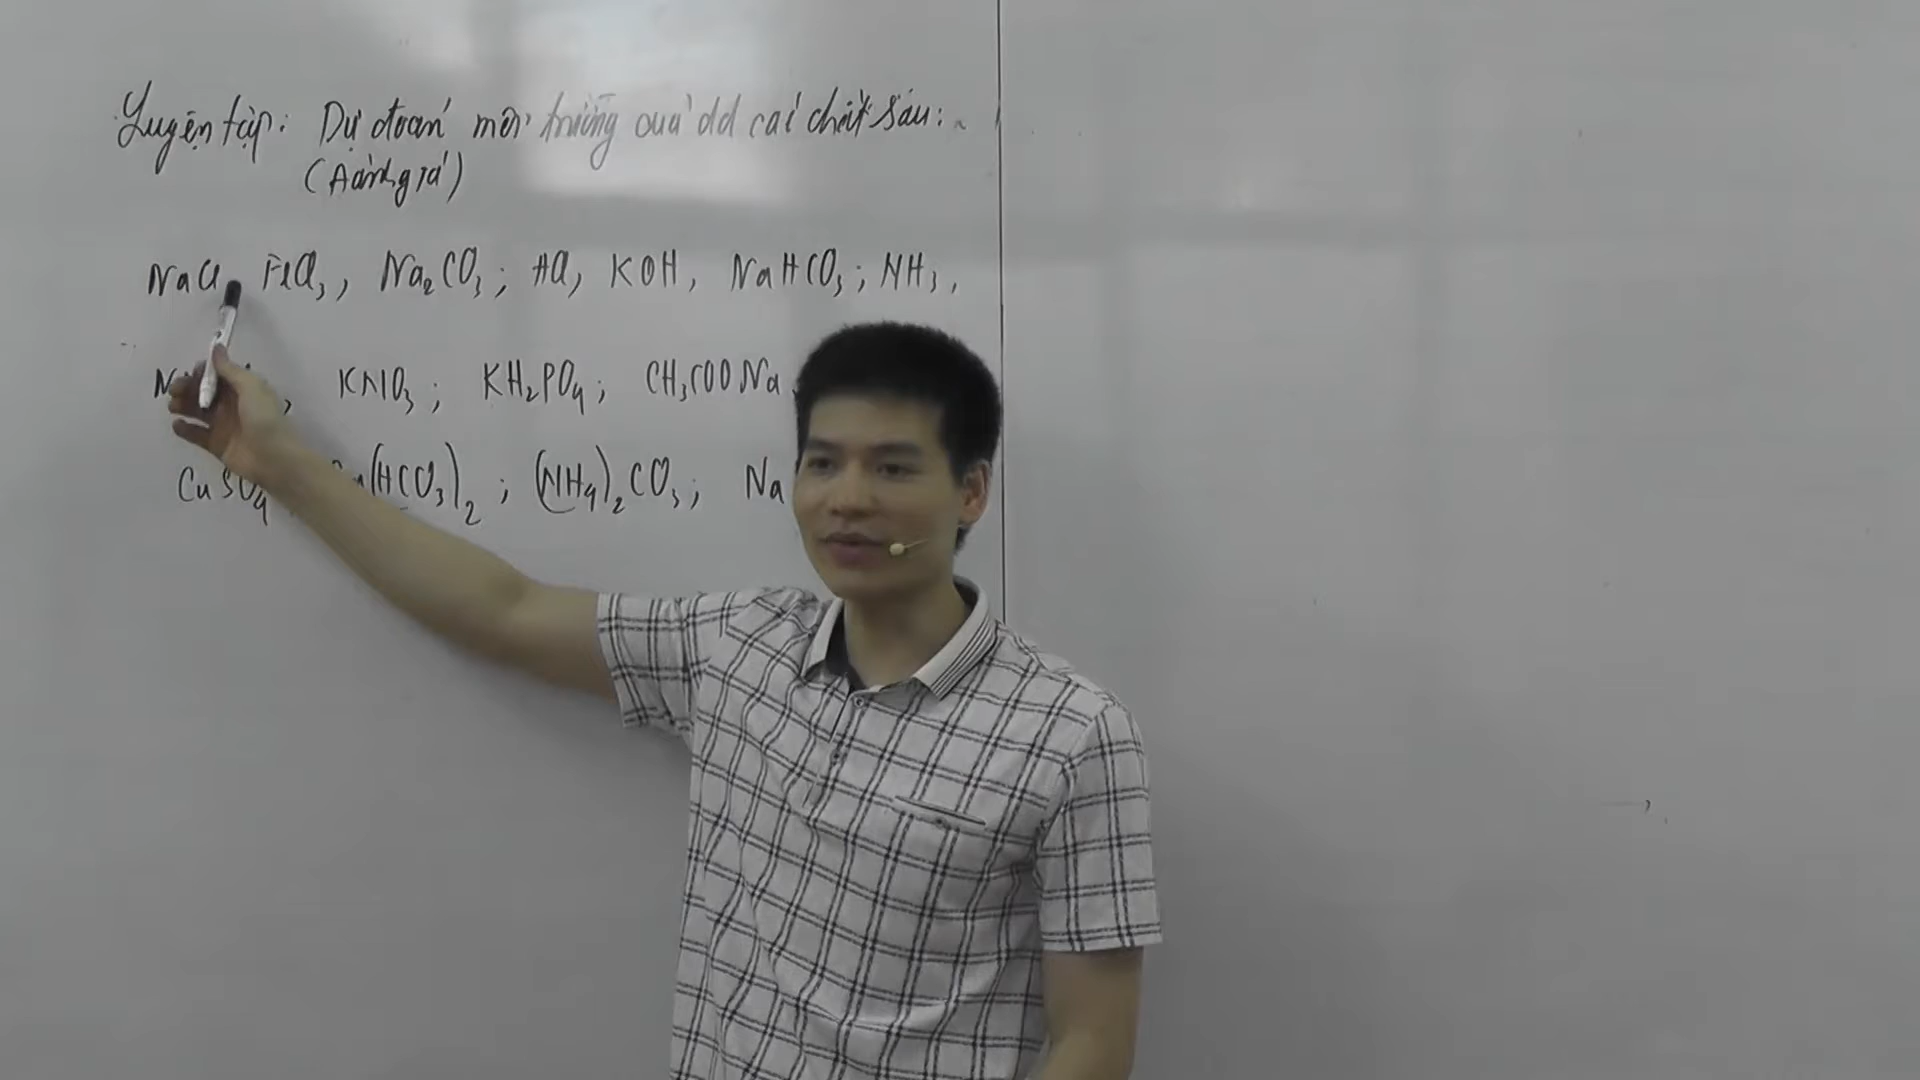 Luyện tập: Dự đoán môi trường của dd các chất sau:
(Đánh giá)
NaCl, FeCl₃, Na₂CO₃; HCl, KOH, NaHCO₃; NH₃,
KNO₃; KH₂PO₄; CH₃COONa
CuSO₄ (HCO₃)₂; (NH₄)₂CO₃; Na